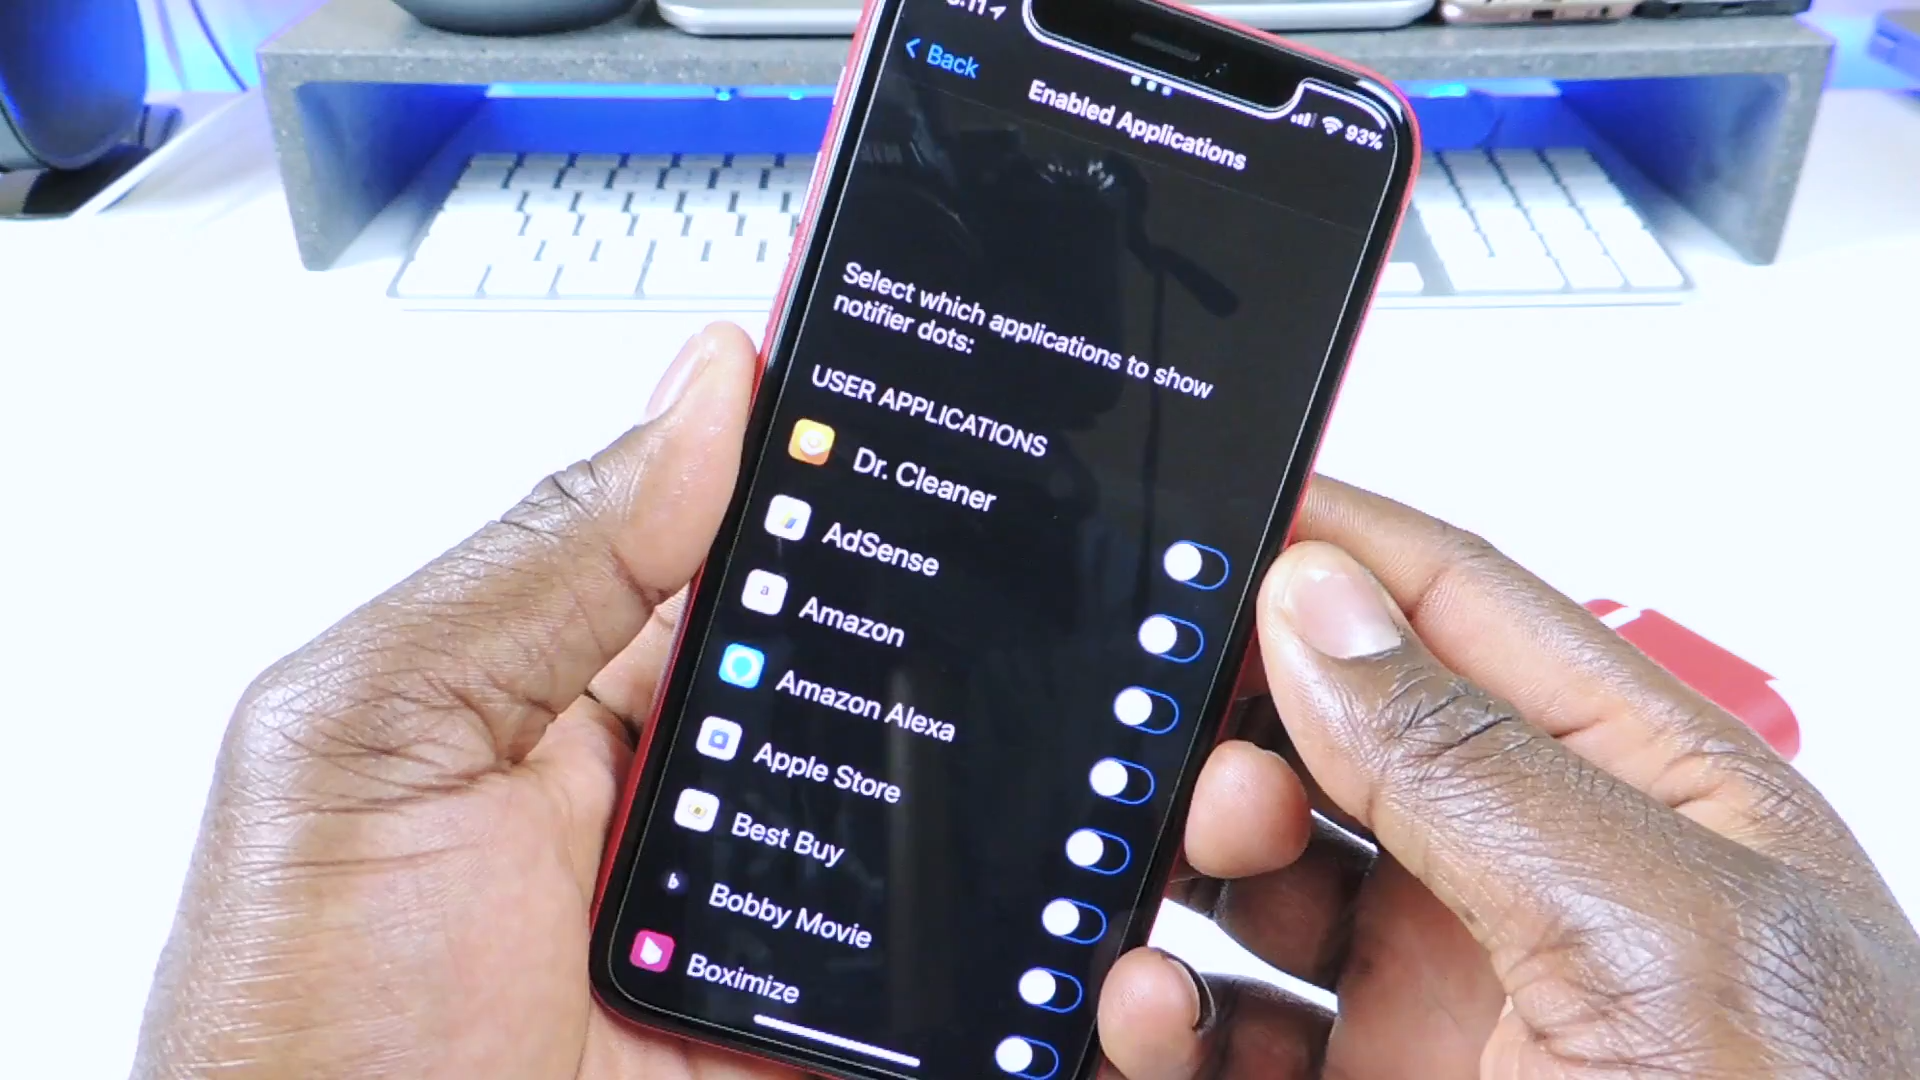 Back
93%
Enabled Applications
Select which applications to show
notifier dots:
USER APPLICATIONS
Dr. Cleaner
AdSense
a
Amazon
Amazon Alexa
Apple Store
Best Buy
b
Bobby Movie
Boximize